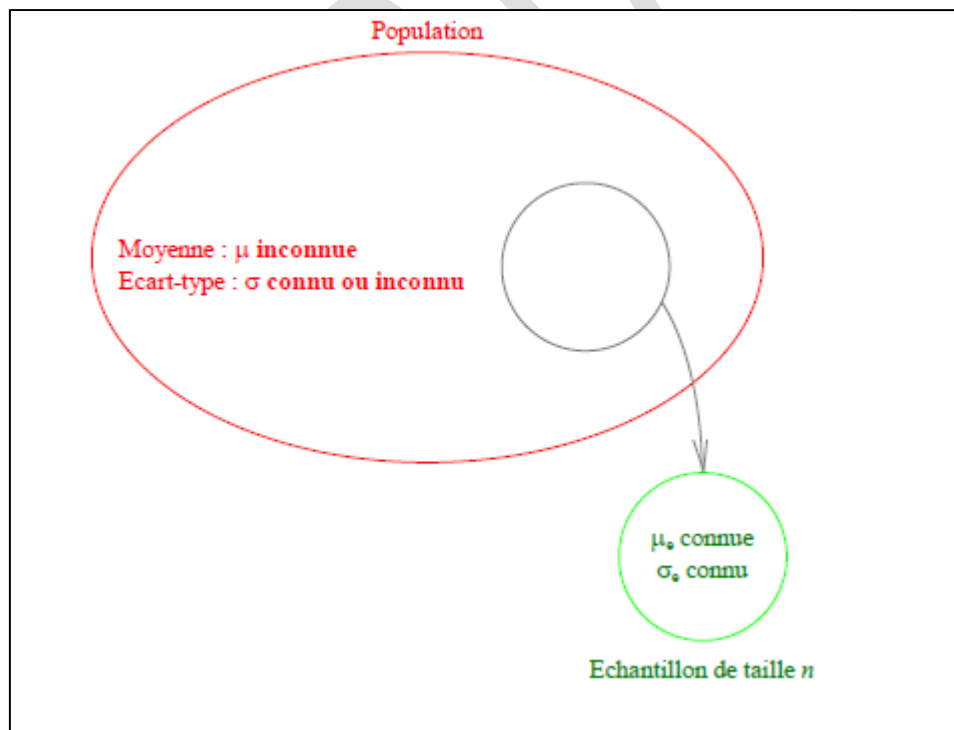 Population
Moyenne : μ inconnue
Ecart-type : σ connu ou inconnu
μe connue
σe connu
Echantillon de taille n